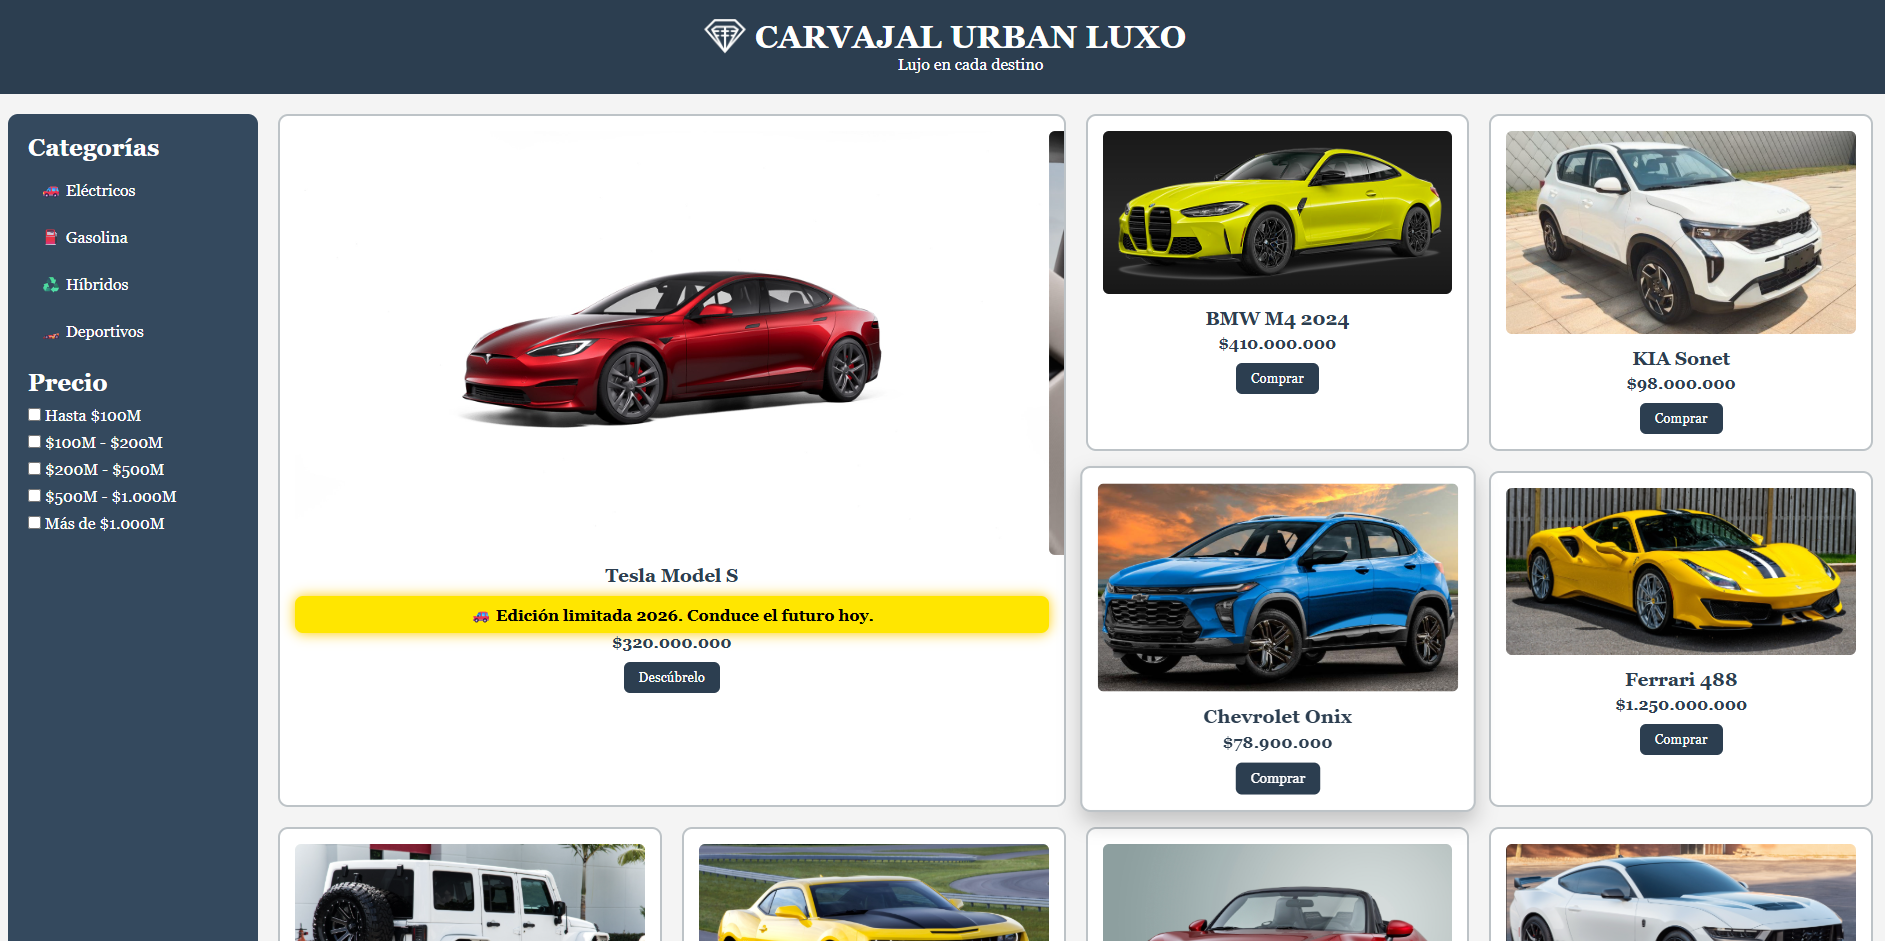 CARVAJAL URBAN LUXO
Lujo en cada destino
Categorías
Eléctricos
Gasolina
Híbridos
Deportivos
Precio
Hasta $100M
$100M - $200M
$200M - $500M
$500M - $1.000M
Más de $1.000M
Tesla Model S
Edición limitada 2026. Conduce el futuro hoy.
$320.000.000
Descúbrelo
BMW M4 2024
$410.000.000
Comprar
KIA Sonet
$98.000.000
Comprar
Chevrolet Onix
$78.900.000
Comprar
Ferrari 488
$1.250.000.000
Comprar